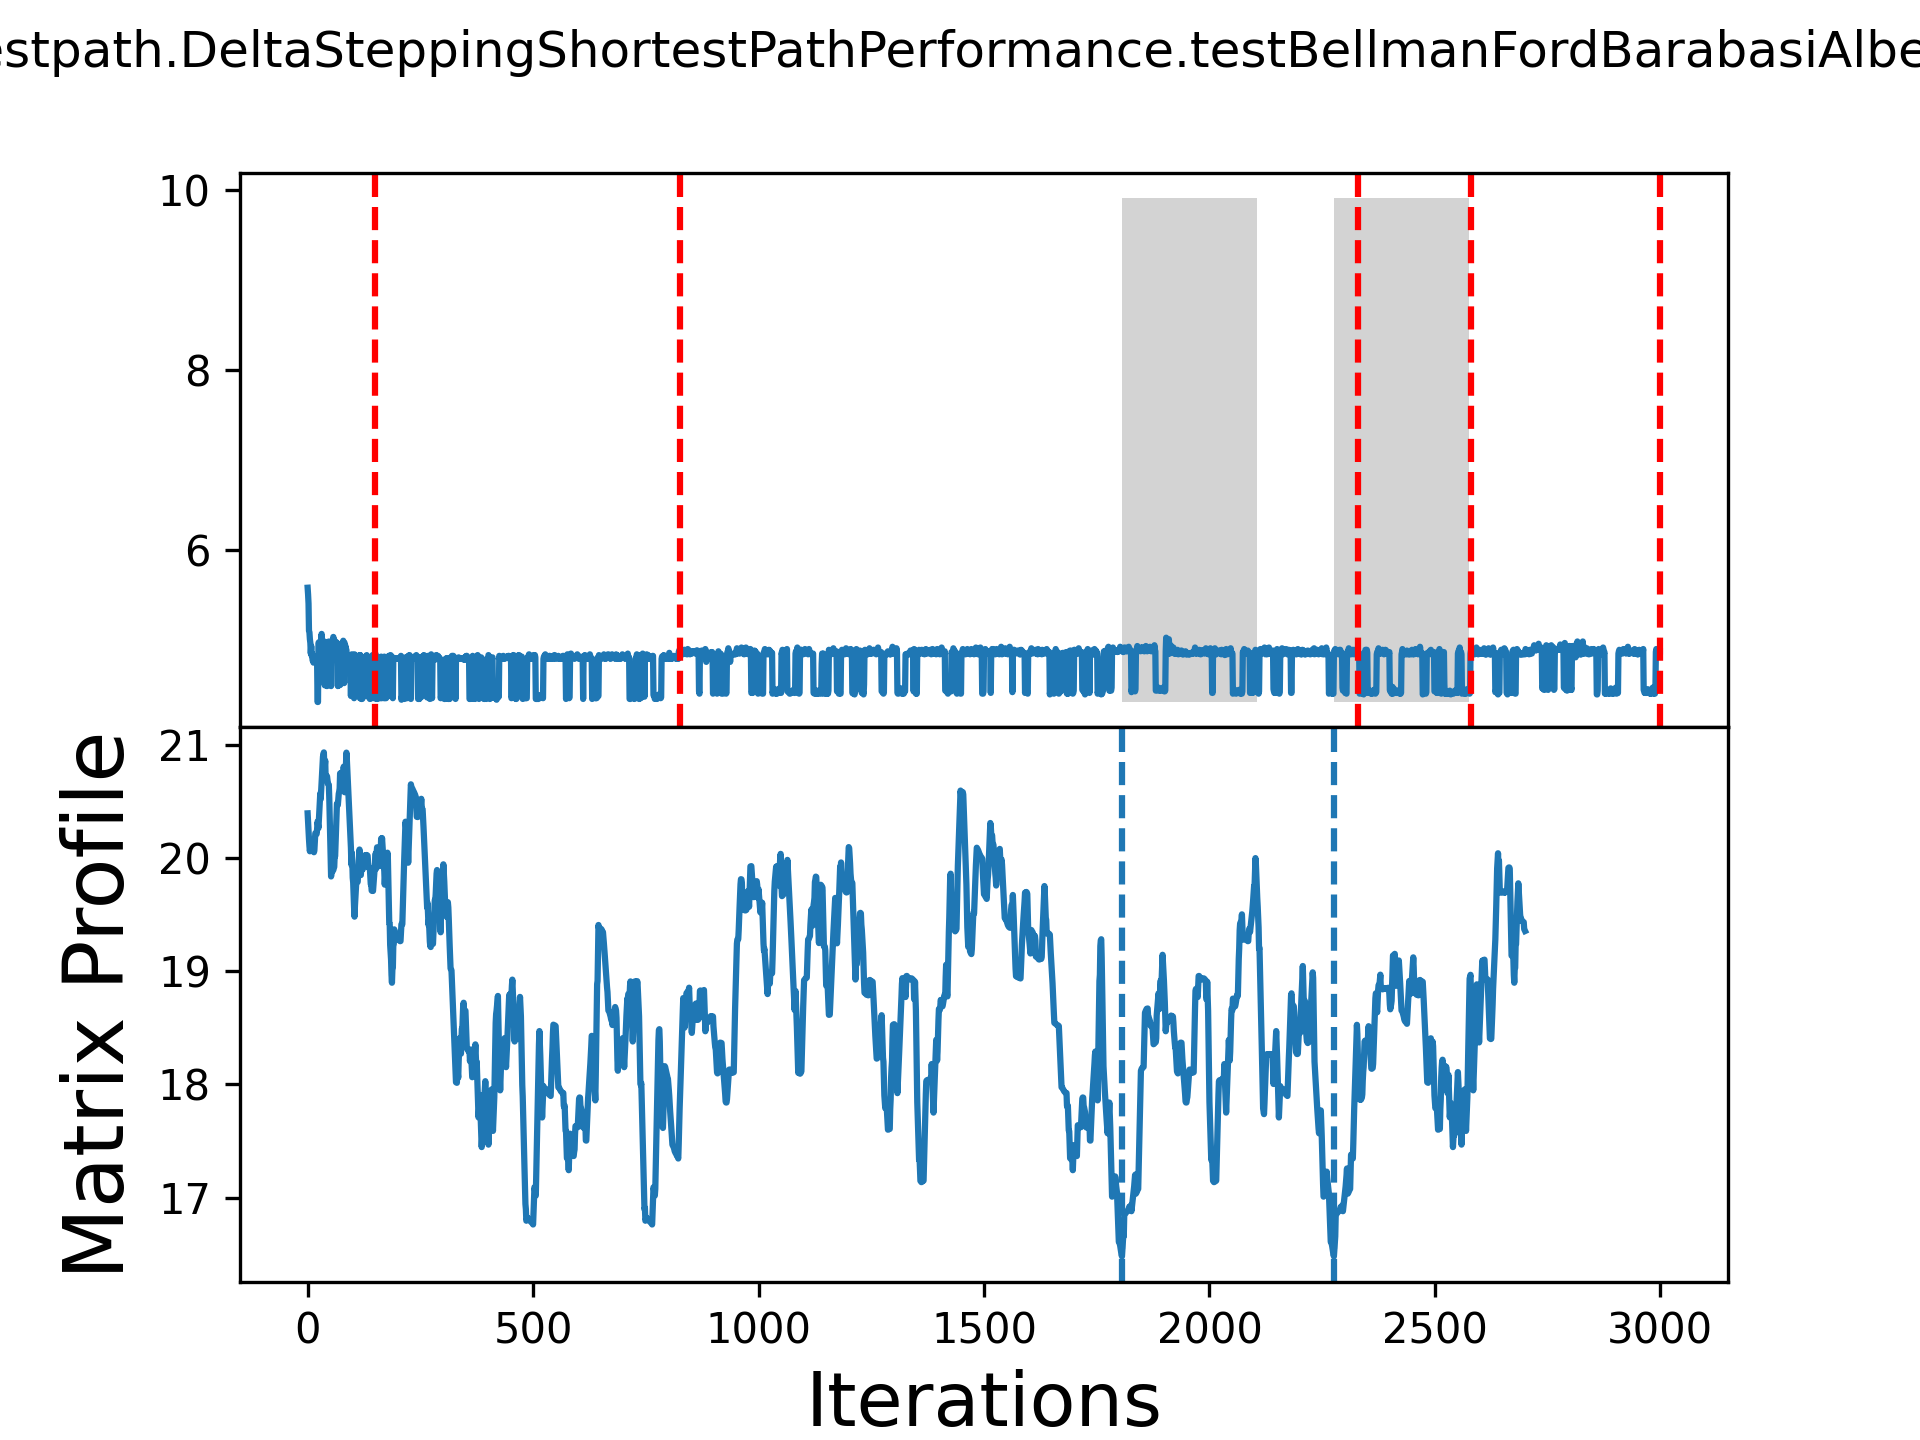 estpath.DeltaSteppingShortestPathPerformance.testBellmanFordBarabasiAlbe
10
8
6
Matrix Profile
21
20
19
18
17
0 500 1000 1500 2000 2500 3000
Iterations